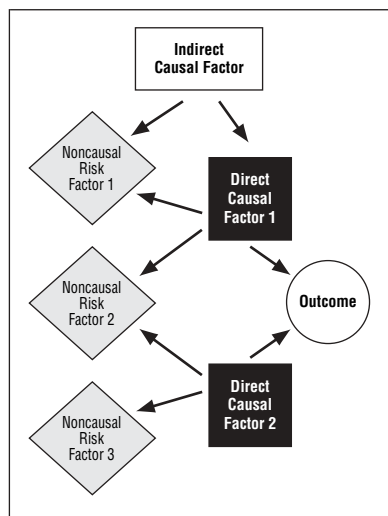 Indirect
Causal Factor
Noncausal
Risk
Factor 1
Direct
Causal
Factor 1
Noncausal
Risk
Factor 2
Outcome
Direct
Causal
Factor 2
Noncausal
Risk
Factor 3